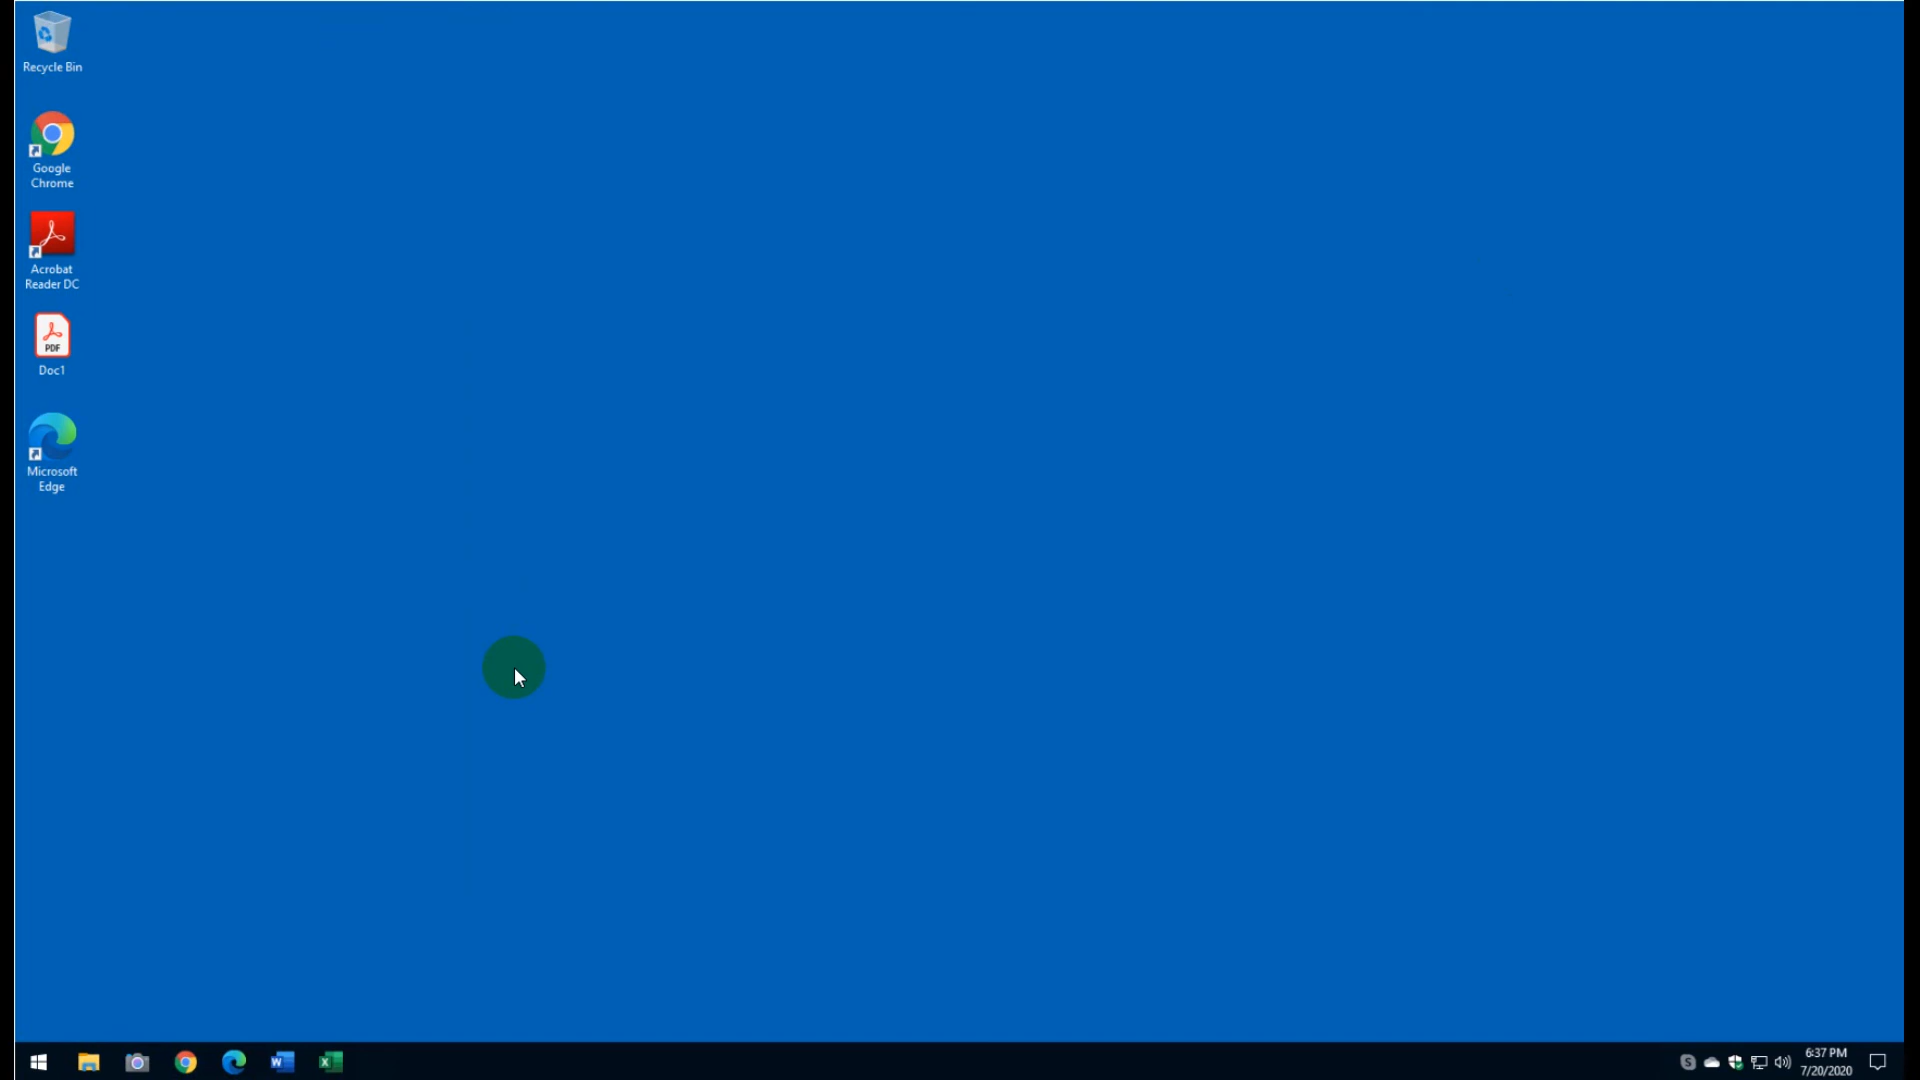 Recycle Bin
Google
Chrome
Acrobat
Reader DC
PDF
Doc1
Microsoft
Edge
W
X
S
6:37 PM
7/20/2020